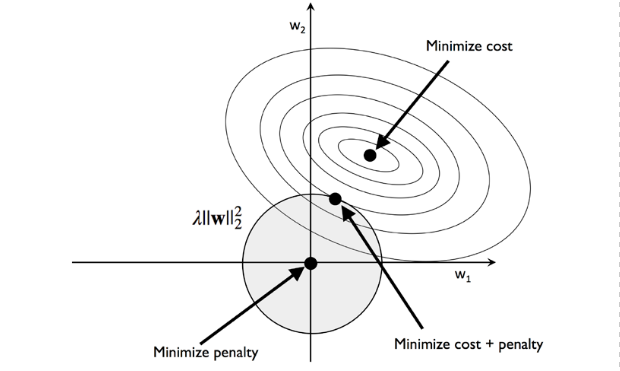 w₂
Minimize cost
λ||w||₂²
w₁
Minimize cost + penalty
Minimize penalty